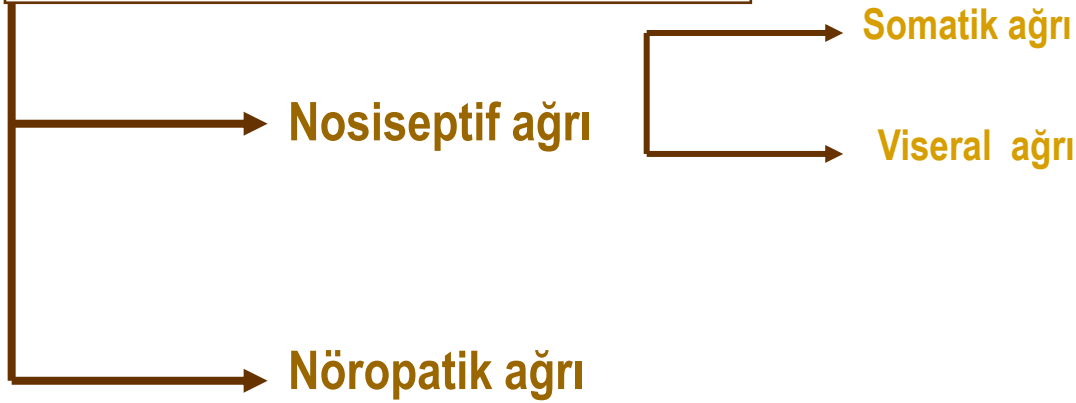 Somatik ağrı
Nosiseptif ağrı
Viseral ağrı
Nöropatik ağrı